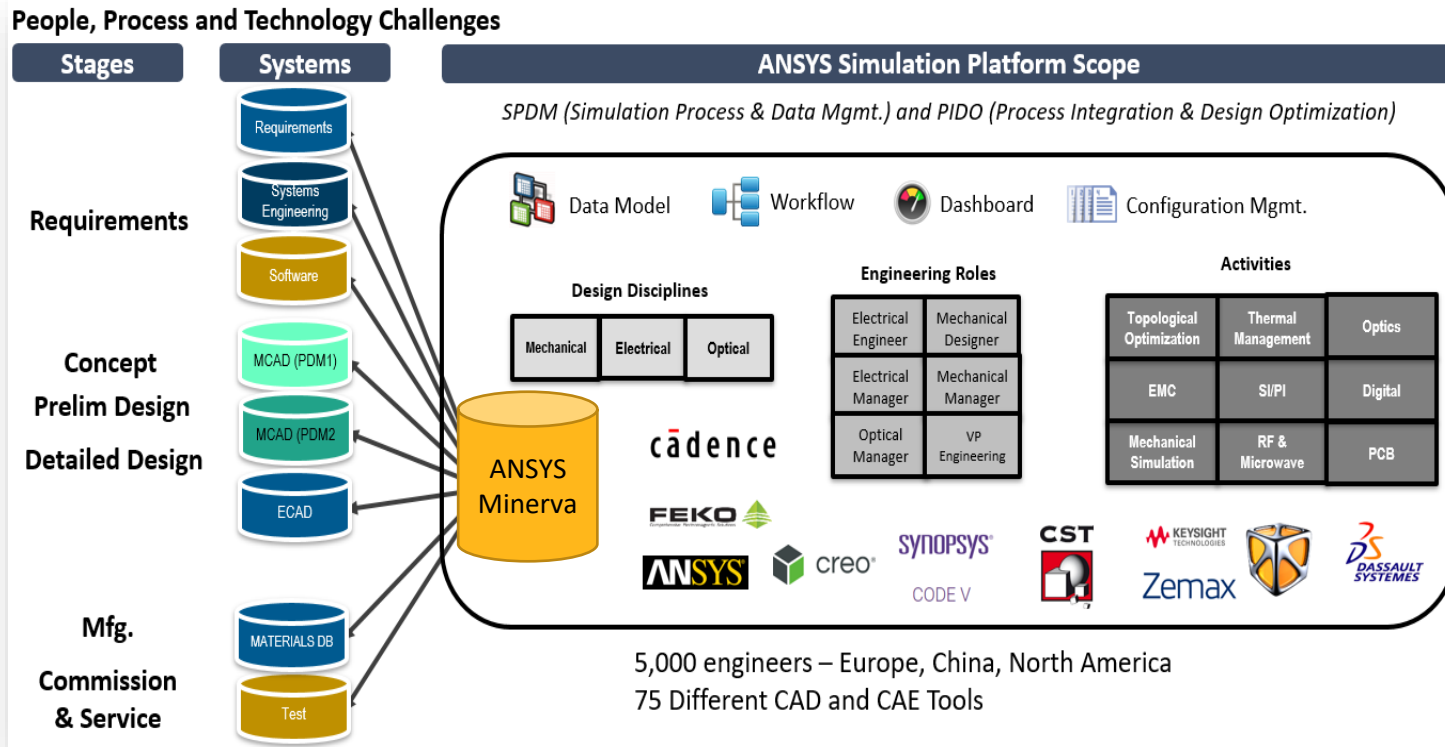 People, Process and Technology Challenges
Stages
Systems
ANSYS Simulation Platform Scope
SPDM (Simulation Process & Data Mgmt.) and PIDO (Process Integration & Design Optimization)
Requirements
Concept
Prelim Design
Detailed Design
Mfg.
Commission
& Service
Requirements
Systems
Engineering
Software
MCAD (PDM1)
MCAD (PDM2
ECAD
MATERIALS DB
Test
ANSYS
Minerva
Data Model
Workflow
Dashboard
Configuration Mgmt.
Design Disciplines
Mechanical
Electrical
Optical
Engineering Roles
Electrical
Engineer
Mechanical
Designer
Electrical
Manager
Mechanical
Manager
Optical
Manager
VP
Engineering
Activities
Topological
Optimization
Thermal
Management
Optics
EMC
SI/PI
Digital
Mechanical
Simulation
RF &
Microwave
PCB
cādence
FEKO
Comprehensive Electromagnetic Solutions
ANSYS®
creo®
SYNOPSYS®
CODE V
CST
KEYSIGHT
TECHNOLOGIES
Zemax
DASSAULT
SYSTEMES
5,000 engineers – Europe, China, North America
75 Different CAD and CAE Tools